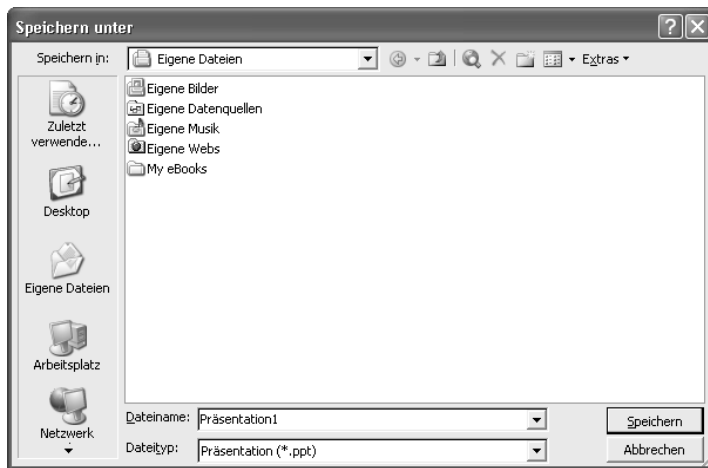 Speichern unter
Speichern in:
Eigene Dateien
Extras
Zuletzt
verwende...
Desktop
Eigene Dateien
Arbeitsplatz
Netzwerk
Eigene Bilder
Eigene Datenquellen
Eigene Musik
Eigene Webs
My eBooks
Dateiname:
Präsentation1
Speichern
Dateityp:
Präsentation (*.ppt)
Abbrechen